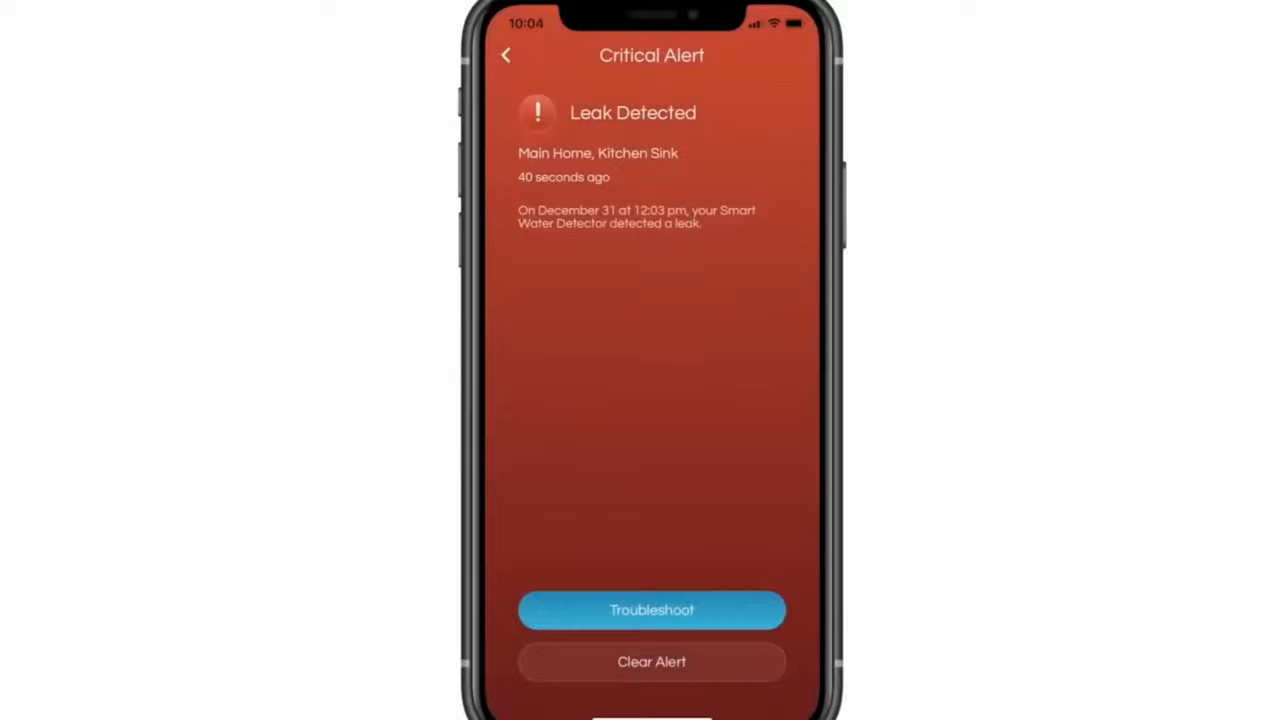 10:04
Critical Alert
! Leak Detected
Main Home, Kitchen Sink
40 seconds ago
On December 31 at 12:03 pm, your Smart
Water Detector detected a leak.
Troubleshoot
Clear Alert